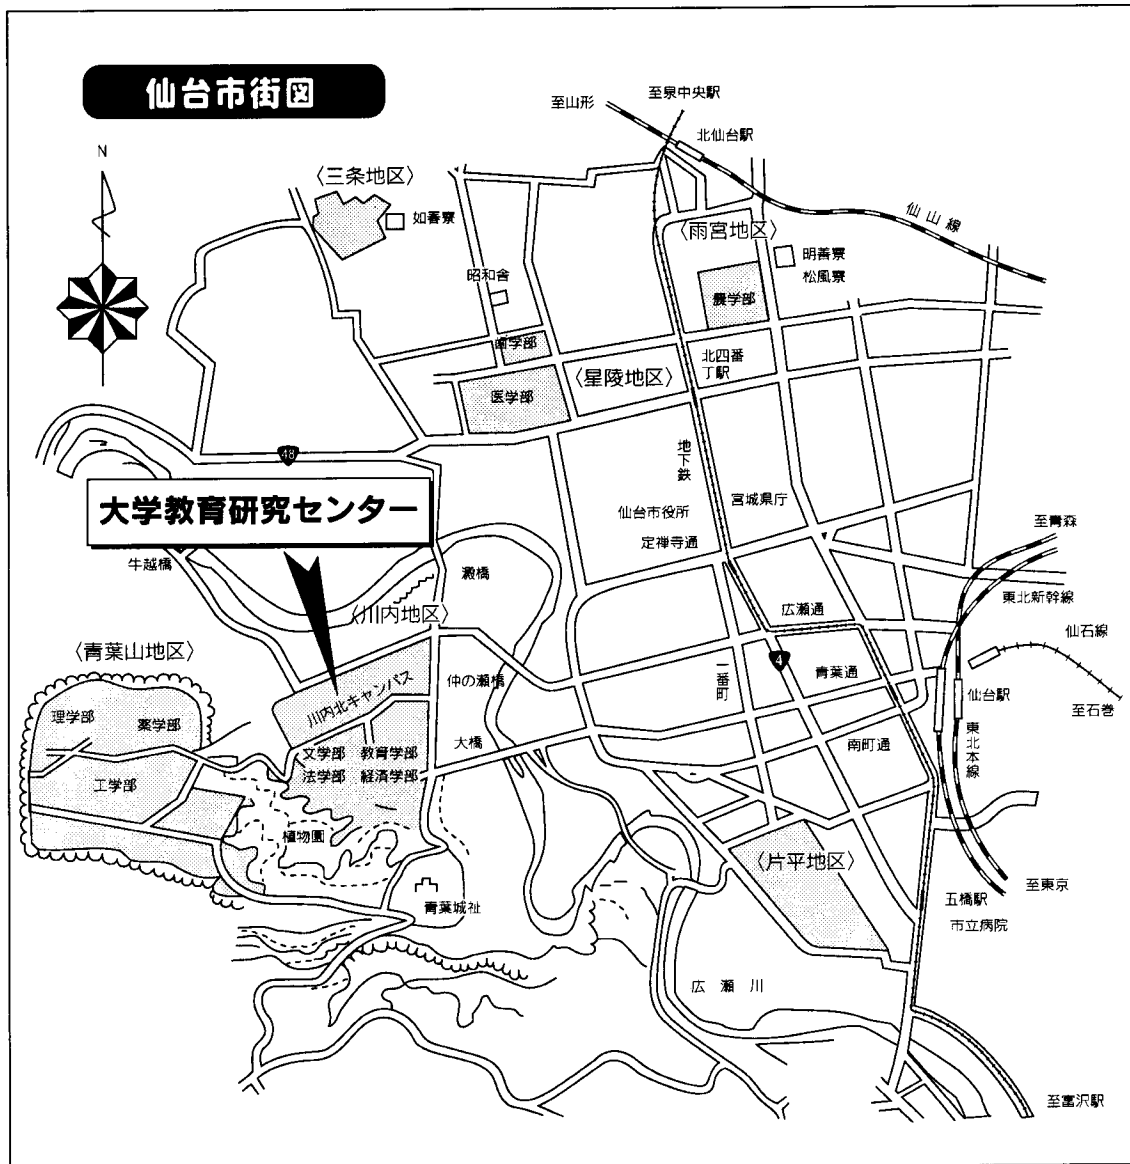 仙台市街図
至山形
至泉中央駅
北仙台駅
N
〈三条地区〉
如春寮
仙山線
〈雨宮地区〉
明善寮
松風寮
昭和舎
農学部
歯学部
北四番
丁駅
〈星陵地区〉
医学部
地下鉄
48
大学教育研究センター
宮城県庁
仙台市役所
定禅寺通
至青森
牛越橋
澱橋
東北新幹線
〈川内地区〉
広瀬通
仙石線
〈青葉山地区〉
4
青葉通
仲の瀬橋
一番町
川内北キャンパス
仙台駅
至石巻
理学部
薬学部
大橋
南町通
東北本線
文学部 教育学部
法学部 経済学部
工学部
植物園
〈片平地区〉
青葉城祉
至東京
五橋駅
市立病院
広瀬川
至富沢駅